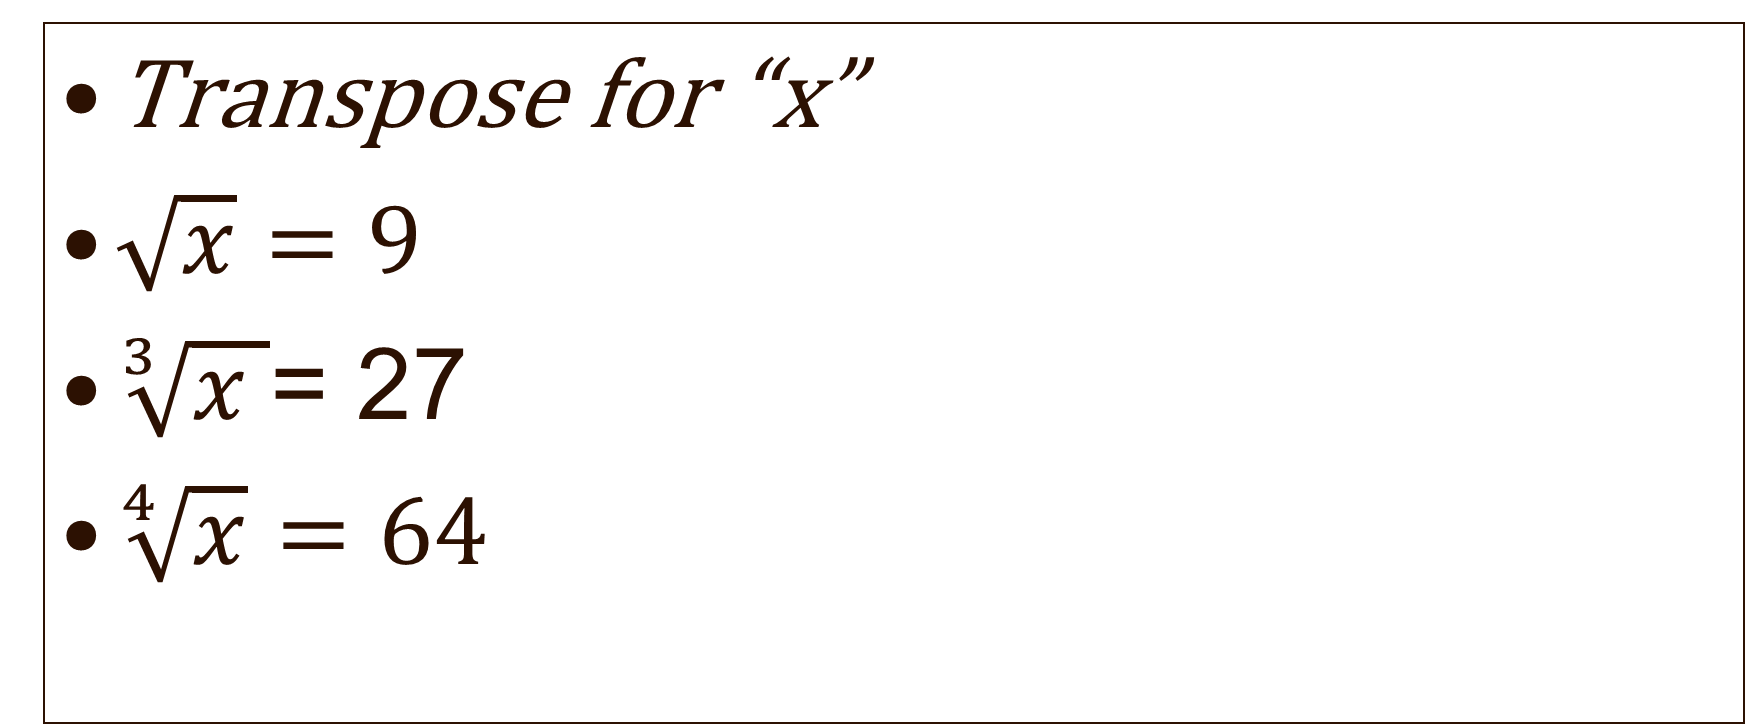 • Transpose for “x”
• √x = 9
• ∛x = 27
• ∜x = 64